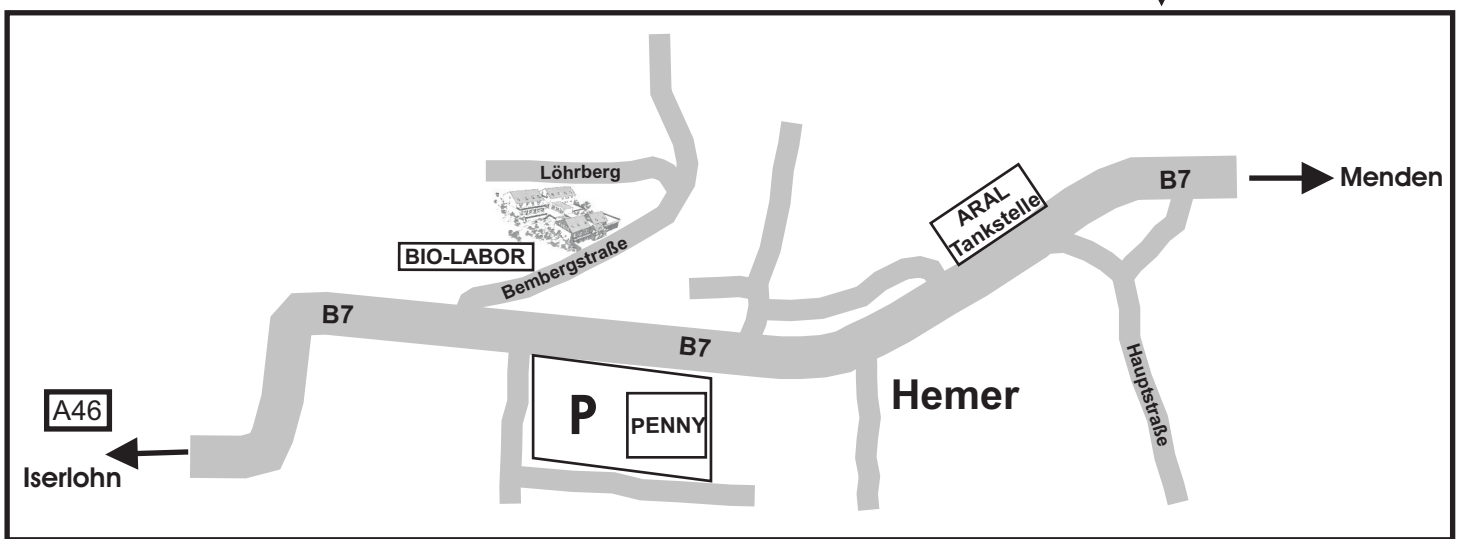 Löhrberg
B7
Menden
ARAL
Tankstelle
BIO-LABOR
Bembergstraße
B7
B7
Hauptstraße
Hemer
A46
P
PENNY
Iserlohn